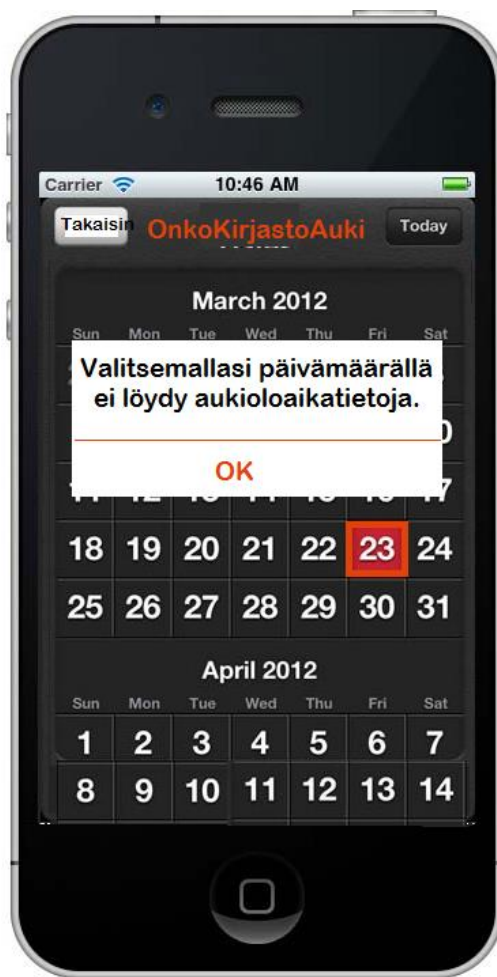 Carrier 10:46 AM
Takaisin OnkoKirjastoAuki Today
March 2012
Sun Mon Tue Wed Thu Fri Sat
Valitsemallasi päivämäärällä
ei löydy aukioloaikatietoja.
OK
18 19 20 21 22 23 24
25 26 27 28 29 30 31
April 2012
Sun Mon Tue Wed Thu Fri Sat
1 2 3 4 5 6 7
8 9 10 11 12 13 14